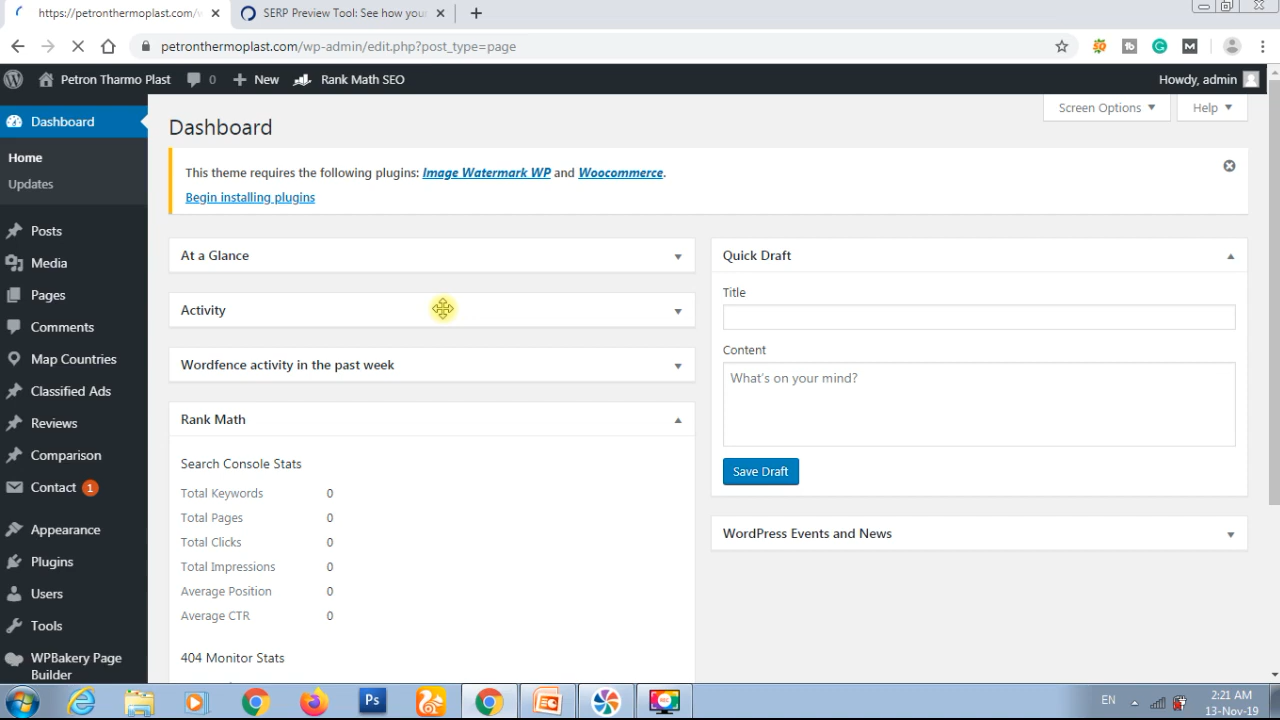 https://petronthermoplast.com/w
SERP Preview Tool: See how your
petronthermoplast.com/wp-admin/edit.php?post_type=page
Petron Tharmo Plast
0
New
Rank Math SEO
Howdy, admin
Dashboard
Home
Updates
Posts
Media
Pages
Comments
Map Countries
Classified Ads
Reviews
Comparison
Contact 1
Appearance
Plugins
Users
Tools
WPBakery Page
Builder
Screen Options
Help
Dashboard
This theme requires the following plugins: Image Watermark WP and Woocommerce.
Begin installing plugins
At a Glance
Activity
Wordfence activity in the past week
Rank Math
Search Console Stats
Total Keywords 0
Total Pages 0
Total Clicks 0
Total Impressions 0
Average Position 0
Average CTR 0
404 Monitor Stats
Quick Draft
Title
Content
What's on your mind?
Save Draft
WordPress Events and News
Ps
EN
2:21 AM
13-Nov-19